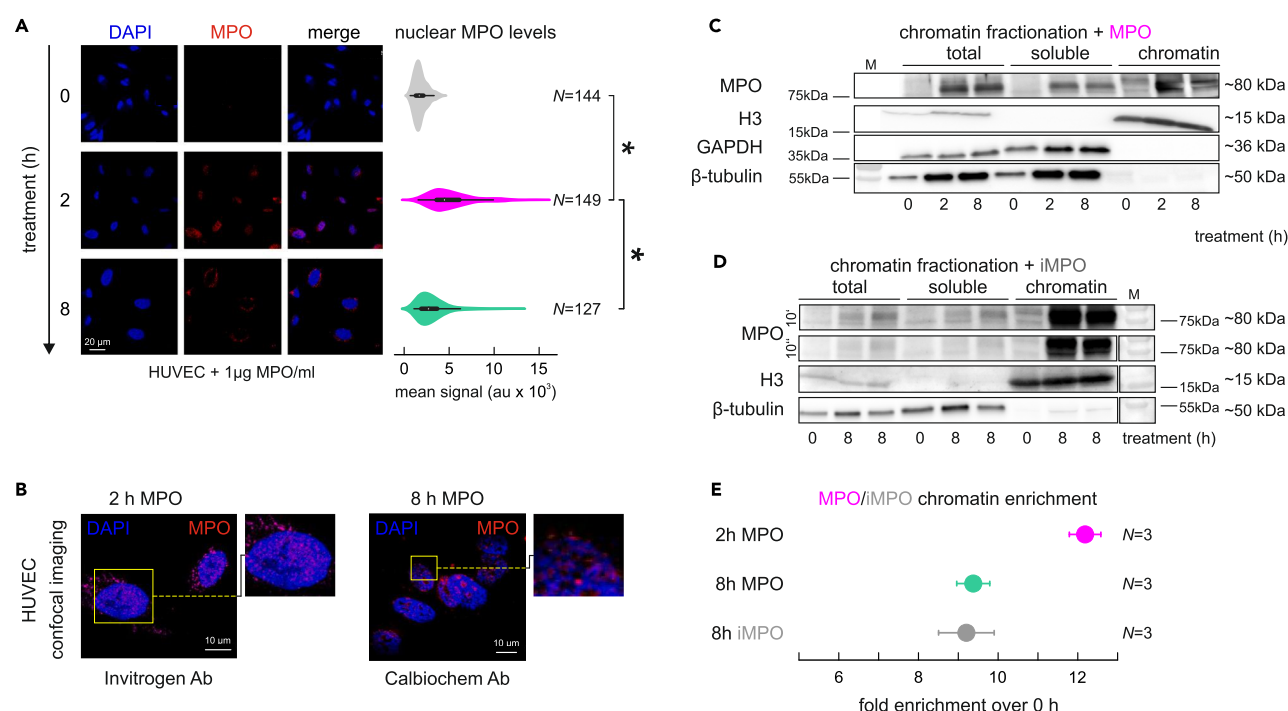 A
DAPI MPO merge nuclear MPO levels
treatment (h)
0
N=144
*
2
N=149
*
8
N=127
20 µm
HUVEC + 1µg MPO/ml
0 5 10 15
mean signal (au x 10³)
B
2 h MPO 8 h MPO
HUVEC
confocal imaging
DAPI MPO
10 µm
DAPI MPO
10 µm
Invitrogen Ab Calbiochem Ab
C
chromatin fractionation + MPO
total soluble chromatin
M
MPO 75kDa ~80 kDa
H3 15kDa ~15 kDa
GAPDH 35kDa ~36 kDa
β-tubulin 55kDa ~50 kDa
0 2 8 0 2 8 0 2 8
treatment (h)
D
chromatin fractionation + iMPO
total soluble chromatin
M
MPO
10' 75kDa ~80 kDa
10" 75kDa ~80 kDa
H3 15kDa ~15 kDa
β-tubulin 55kDa ~50 kDa
0 8 8 0 8 8 0 8 8 treatment (h)
E
MPO/iMPO chromatin enrichment
2h MPO N=3
8h MPO N=3
8h iMPO N=3
6 8 10 12
fold enrichment over 0 h